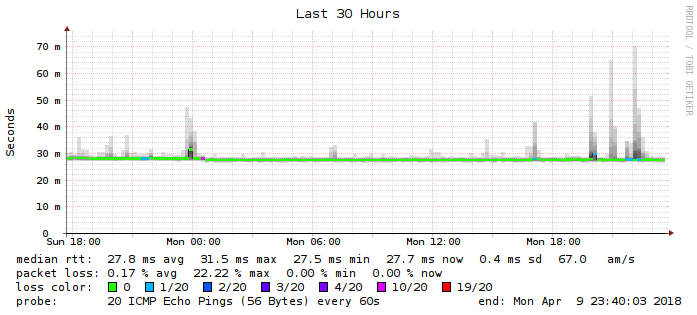 Last 30 Hours
RRDTOOL / TOBI OETIKER
Seconds
70 m
60 m
50 m
40 m
30 m
20 m
10 m
0
Sun 18:00 Mon 00:00 Mon 06:00 Mon 12:00 Mon 18:00
median rtt: 27.8 ms avg 31.5 ms max 27.5 ms min 27.7 ms now 0.4 ms sd 67.0 am/s
packet loss: 0.17 % avg 22.22 % max 0.00 % min 0.00 % now
loss color: 0 1/20 2/20 3/20 4/20 10/20 19/20
probe: 20 ICMP Echo Pings (56 Bytes) every 60s end: Mon Apr 9 23:40:03 2018